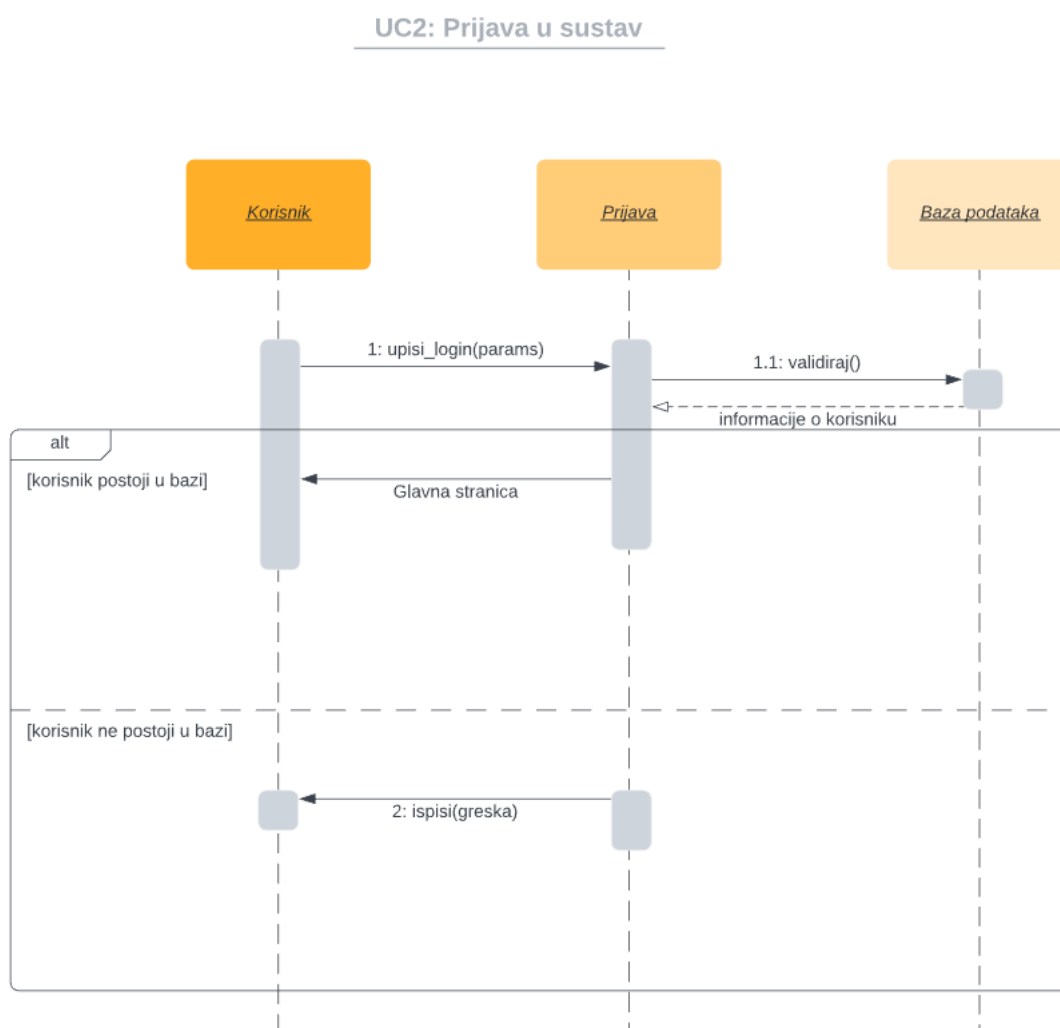 UC2: Prijava u sustav
Korisnik
Prijava
Baza podataka
1: upisi_login(params)
1.1: validiraj()
informacije o korisniku
alt
[korisnik postoji u bazi]
Glavna stranica
[korisnik ne postoji u bazi]
2: ispisi(greska)